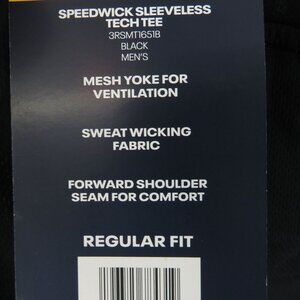 SPEEDWICK SLEEVELESS
TECH TEE
3RSMT1651B
BLACK
MEN'S
MESH YOKE FOR
VENTILATION
SWEAT WICKING
FABRIC
FORWARD SHOULDER
SEAM FOR COMFORT
REGULAR FIT